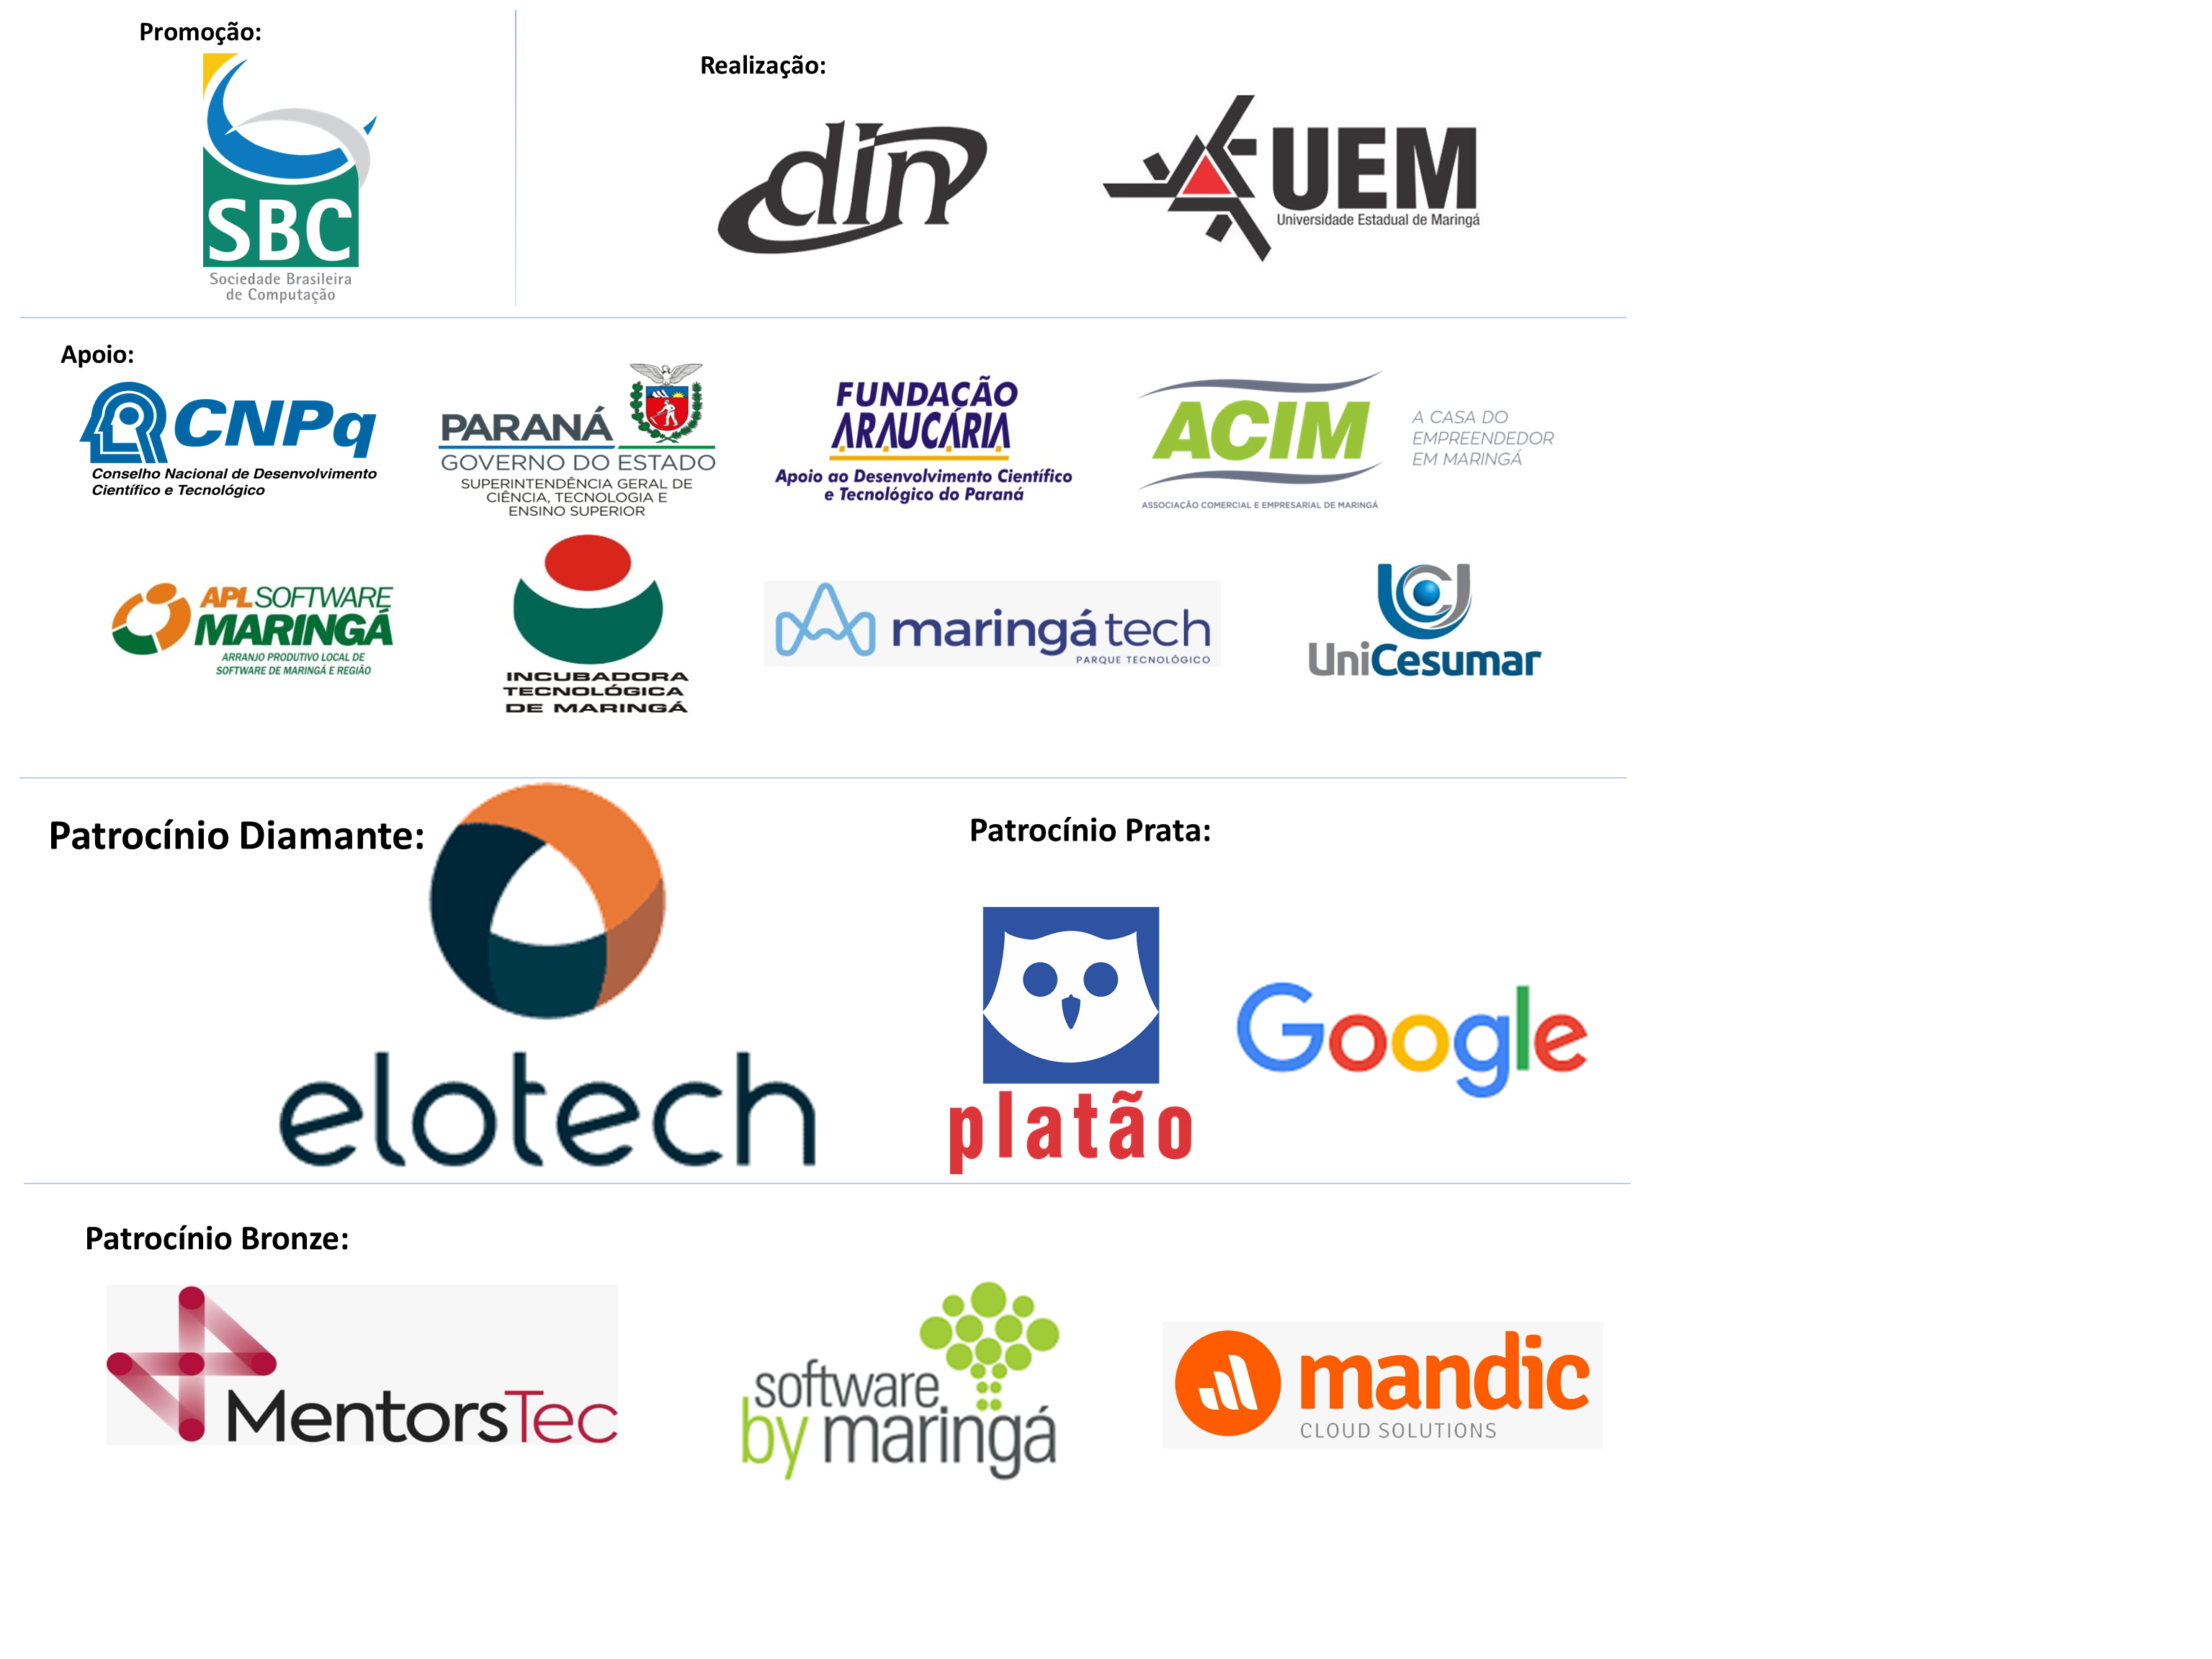 Promoção:
SBC
Sociedade Brasileira
de Computação
Realização:
din
UEM
Universidade Estadual de Maringá
Apoio:
CNPq
Conselho Nacional de Desenvolvimento
Científico e Tecnológico
PARANÁ
GOVERNO DO ESTADO
SUPERINTENDÊNCIA GERAL DE
CIÊNCIA, TECNOLOGIA E
ENSINO SUPERIOR
FUNDAÇÃO
ARAUCÁRIA
Apoio ao Desenvolvimento Científico
e Tecnológico do Paraná
ACIM
ASSOCIAÇÃO COMERCIAL E EMPRESARIAL DE MARINGÁ
A CASA DO
EMPREENDEDOR
EM MARINGÁ
APLSOFTWARE
MARINGÁ
ARRANJO PRODUTIVO LOCAL DE
SOFTWARE DE MARINGÁ E REGIÃO
INCUBADORA
TECNOLÓGICA
DE MARINGÁ
maringá tech
PARQUE TECNOLÓGICO
UniCesumar
Patrocínio Diamante:
elotech
Patrocínio Prata:
platão
Google
Patrocínio Bronze:
MentorsTec
software
by maringá
mandic
CLOUD SOLUTIONS